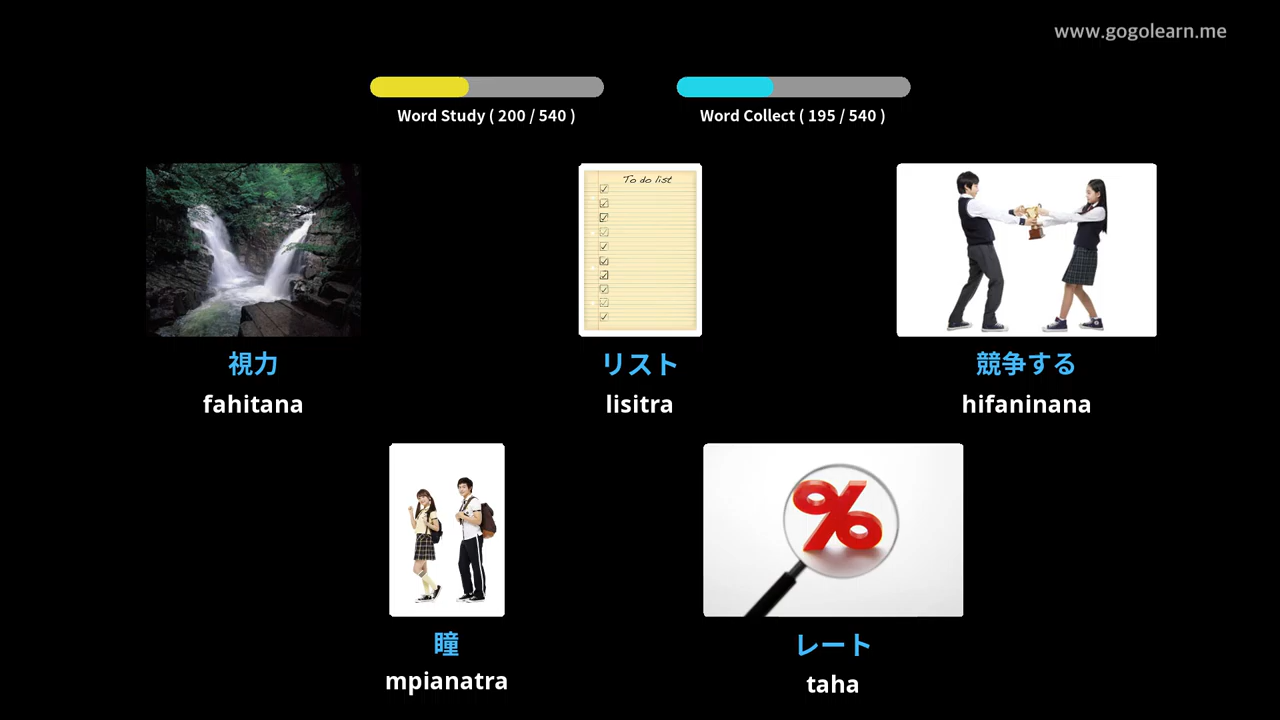 www.gogolearn.me
Word Study ( 200 / 540 )
Word Collect ( 195 / 540 )
To do list
視力
fahitana
リスト
lisitra
競争する
hifaninana
瞳
mpianatra
レート
taha
%